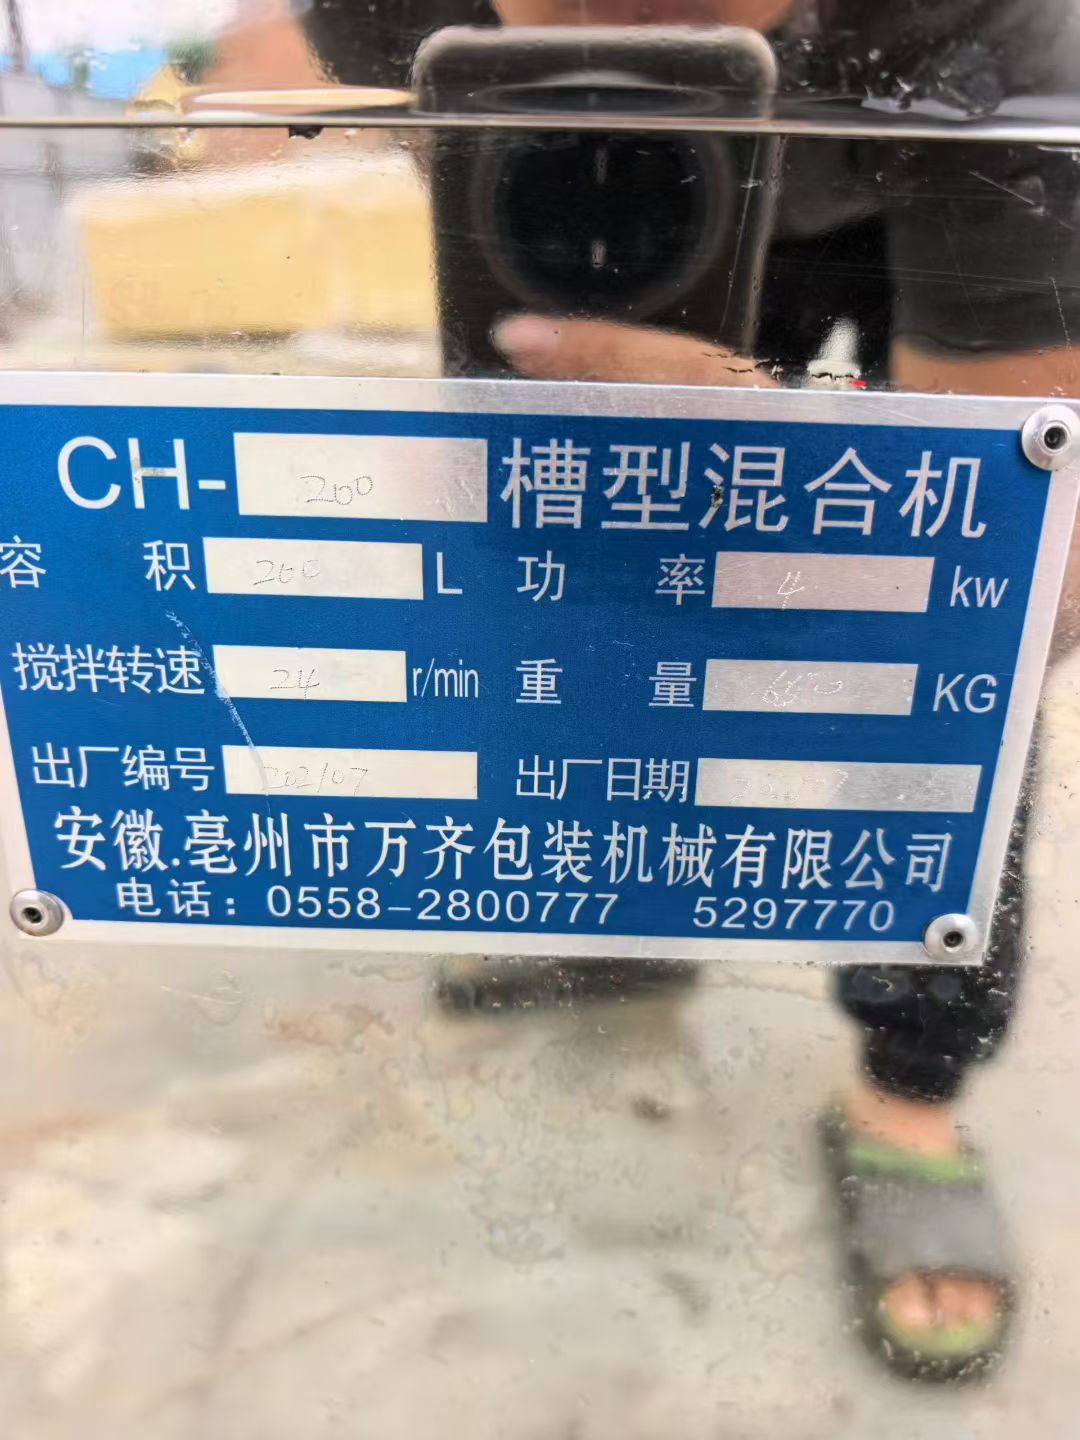 CH-200 槽型混合机
容 积 200 L 功 率 4 kw
搅拌转速 24 r/min 重 量 650 KG
出厂编号 202107 出厂日期
安徽.亳州市万齐包装机械有限公司
电话：0558-2800777 5297770